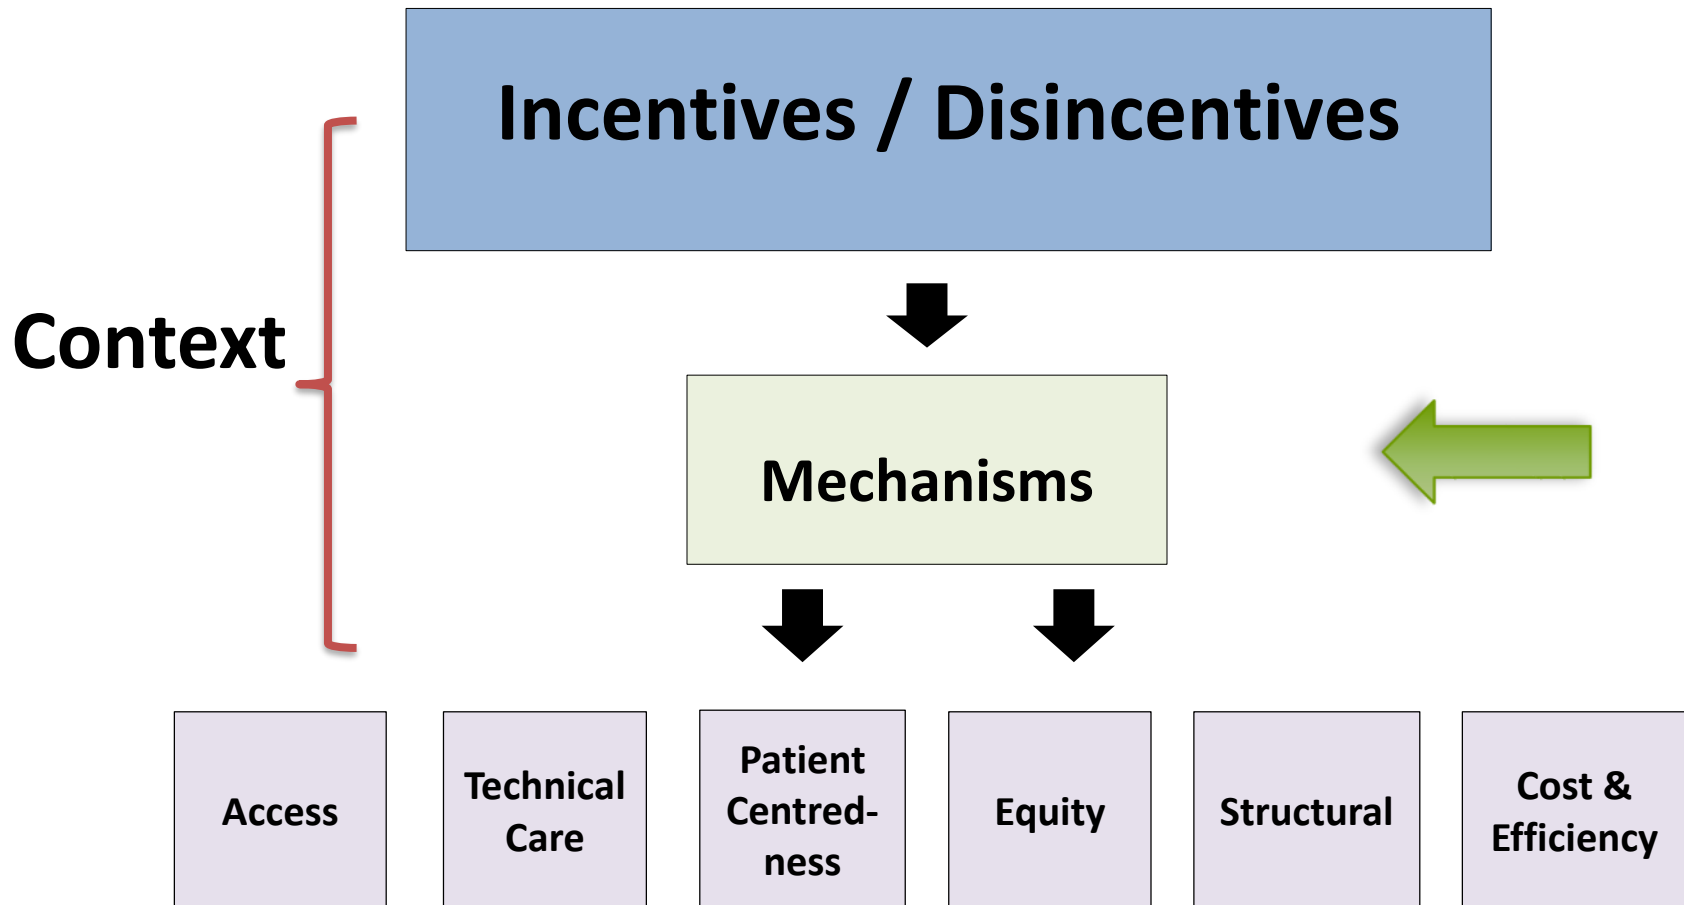 Incentives / Disincentives
Context
Mechanisms
Access
Technical
Care
Patient
Centred-
ness
Equity
Structural
Cost &
Efficiency